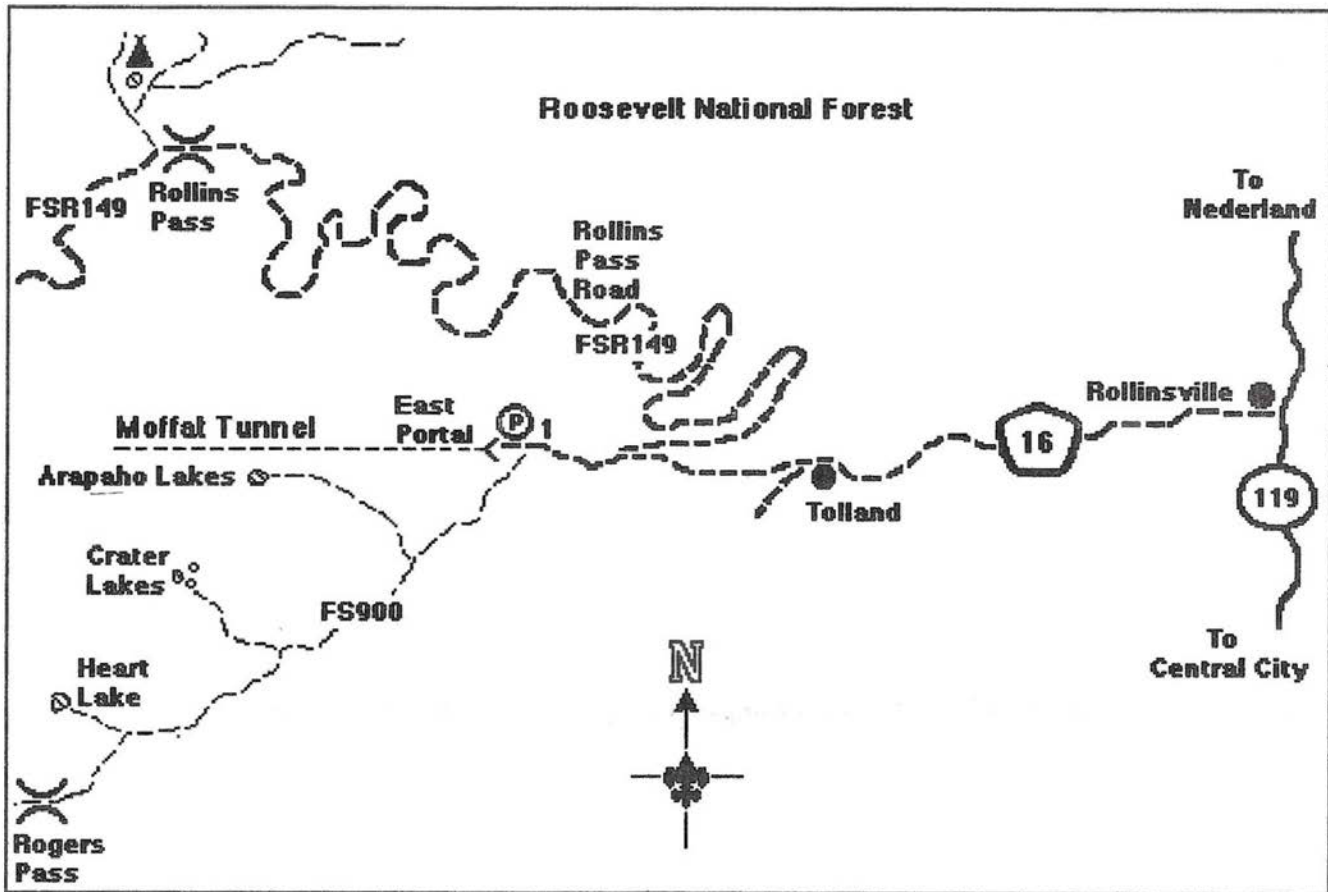 Roosevelt National Forest
To
Nederland
Rollins
Pass
FSR149
Rollins
Pass
Road
FSR149
Rollinsville
East
Portal
P
1
Moffat Tunnel
16
Arapaho Lakes
119
Tolland
Crater
Lakes
FS900
To
Central City
N
Heart
Lake
Rogers
Pass